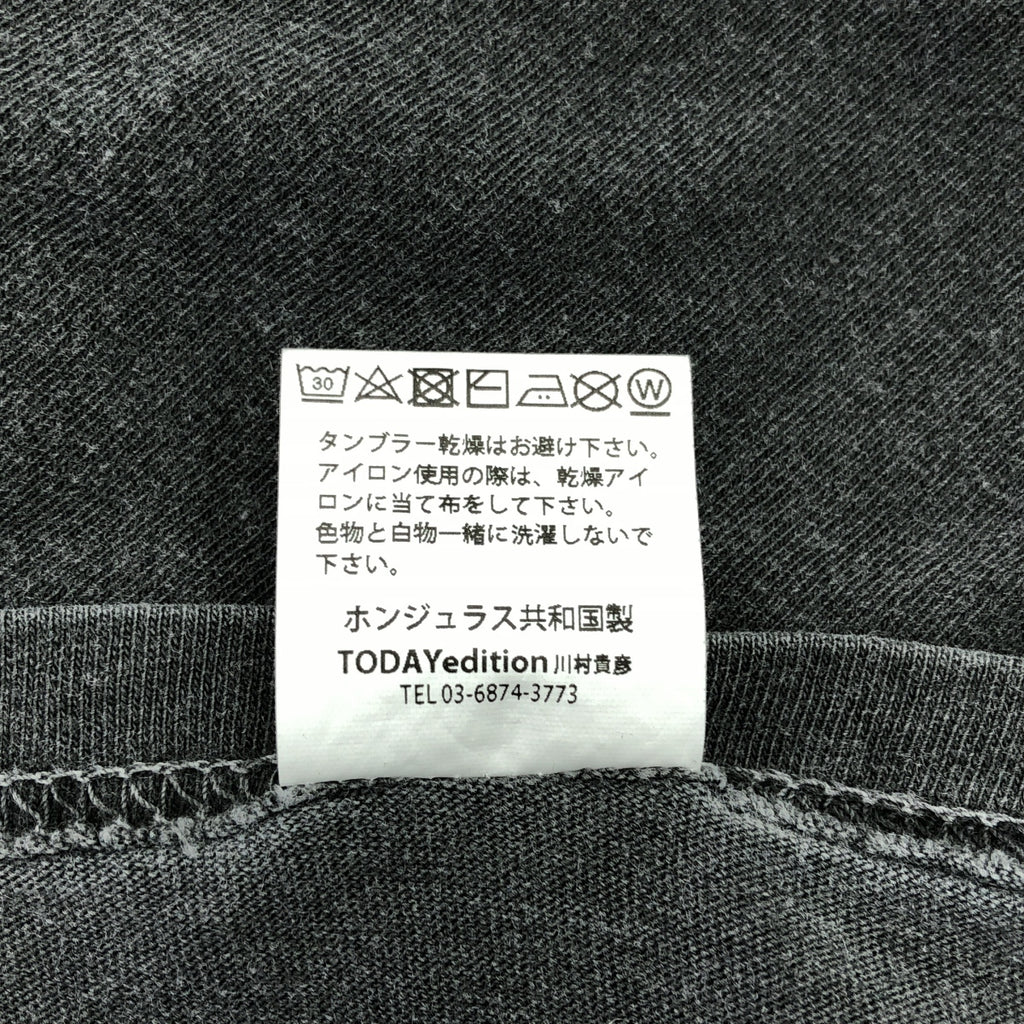 30 W
タンブラー乾燥はお避け下さい。
アイロン使用の際は、乾燥アイ
ロンに当て布をして下さい。
色物と白物一緒に洗濯しないで
下さい。
ホンジュラス共和国製
TODAYedition 川村貴彦
TEL 03-6874-3773